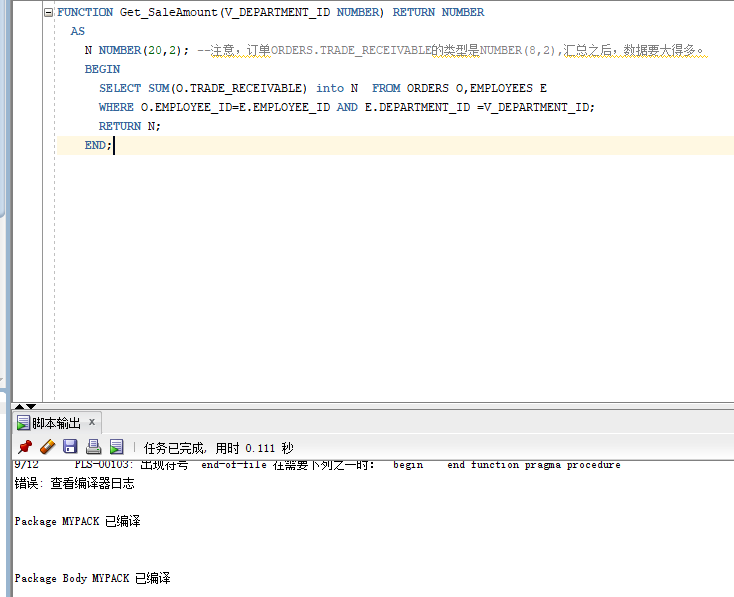 FUNCTION Get_SaleAmount(V_DEPARTMENT_ID NUMBER) RETURN NUMBER
AS
N NUMBER(20,2); --注意，订单ORDERS.TRADE_RECEIVABLE的类型是NUMBER(8,2),汇总之后，数据要大得多。
BEGIN
SELECT SUM(O.TRADE_RECEIVABLE) into N  FROM ORDERS O,EMPLOYEES E
WHERE O.EMPLOYEE_ID=E.EMPLOYEE_ID AND E.DEPARTMENT_ID =V_DEPARTMENT_ID;
RETURN N;
END;
脚本输出 x
任务已完成, 用时 0.111 秒
9/12 PLS-00103: 出现符号 end-of-file 在需要下列之一时: begin end function pragma procedure
错误: 查看编译器日志
Package MYPACK 已编译
Package Body MYPACK 已编译